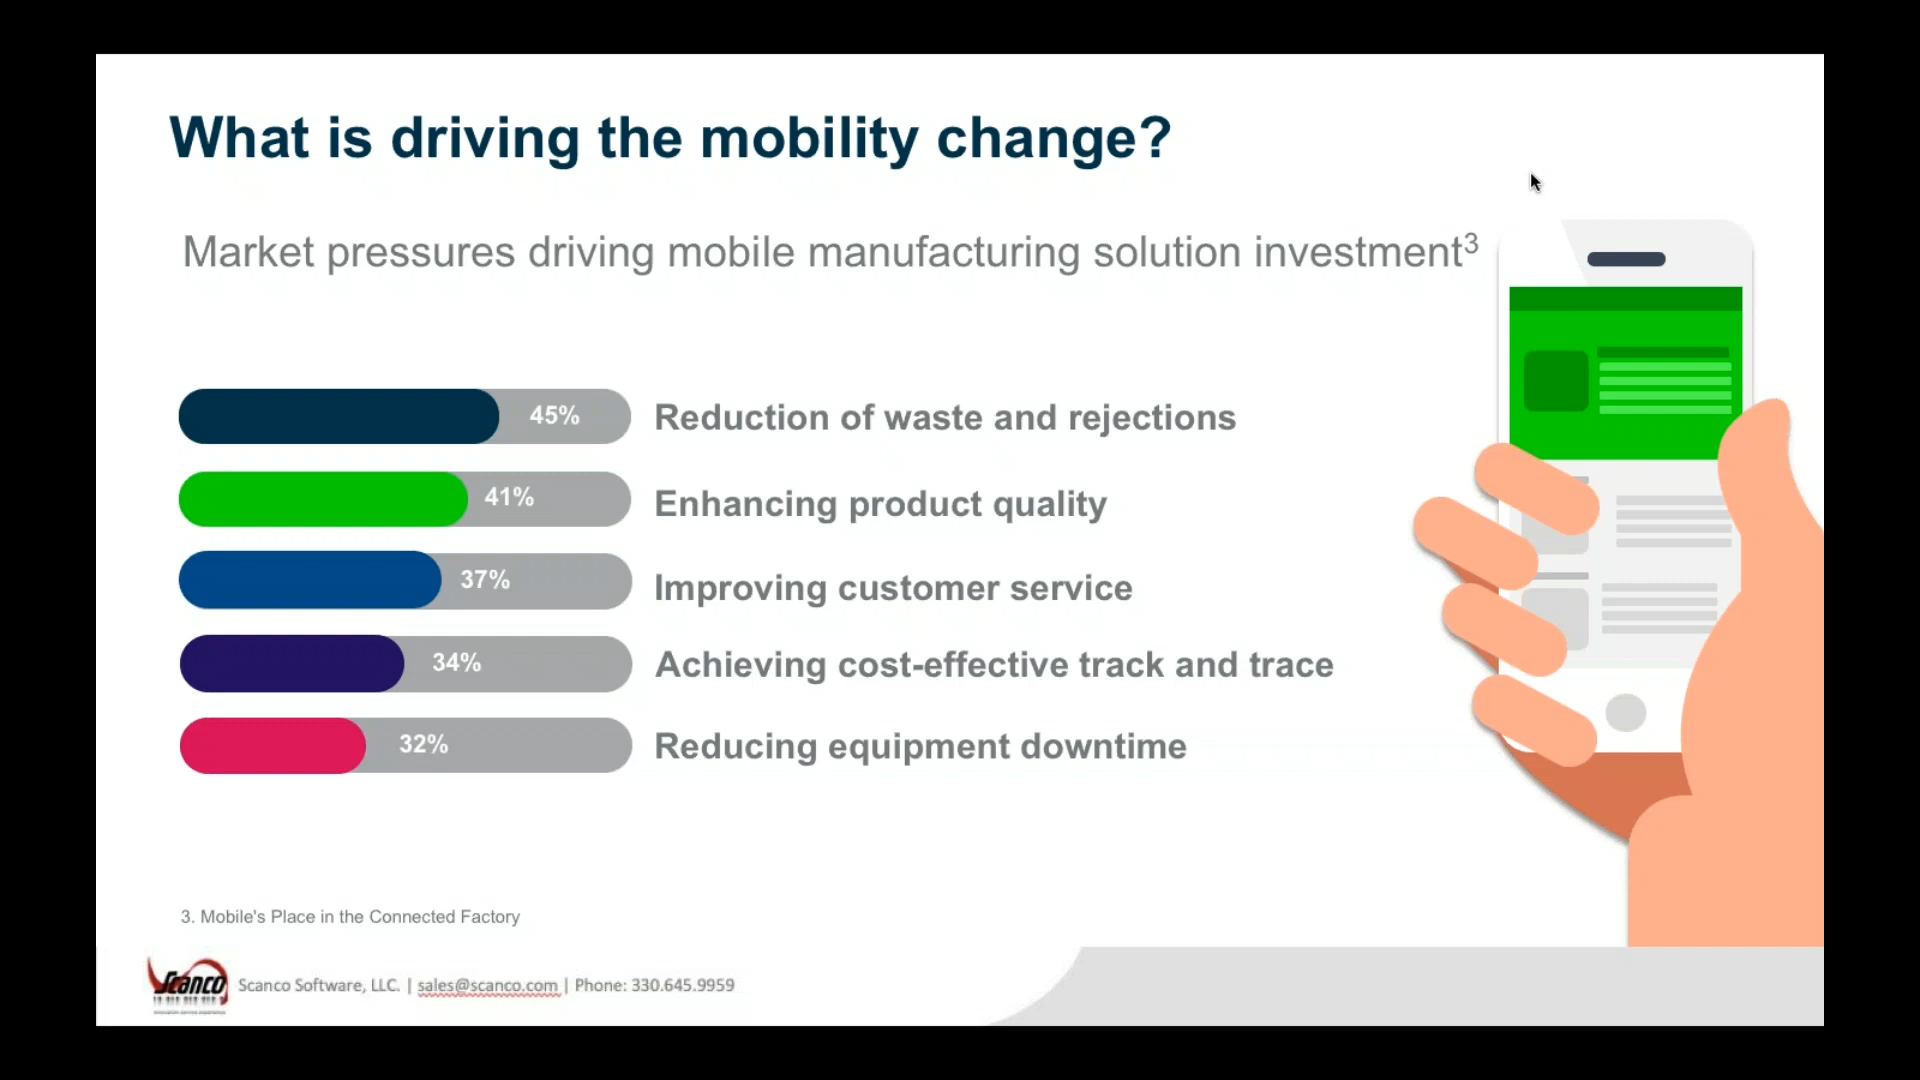 What is driving the mobility change?
Market pressures driving mobile manufacturing solution investment³
45% Reduction of waste and rejections
41% Enhancing product quality
37% Improving customer service
34% Achieving cost-effective track and trace
32% Reducing equipment downtime
3. Mobile's Place in the Connected Factory
Scanco
Scanco Software, LLC. | sales@scanco.com | Phone: 330.645.9959